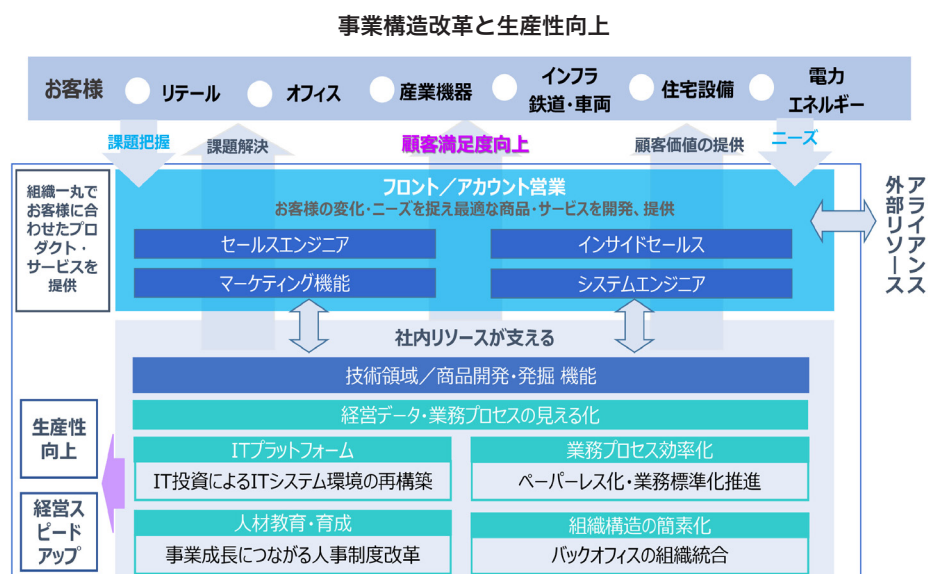 事業構造改革と生産性向上
お客様
リテール
オフィス
産業機器
インフラ
鉄道・車両
住宅設備
電力
エネルギー
課題把握
課題解決
顧客満足度向上
顧客価値の提供
ニーズ
組織一丸で
お客様に合
わせたプロ
ダクト・
サービスを
提供
フロント／アカウント営業
お客様の変化・ニーズを捉え最適な商品・サービスを開発、提供
セールスエンジニア
インサイドセールス
マーケティング機能
システムエンジニア
アライアンス
外部リソース
社内リソースが支える
技術領域／商品開発・発掘 機能
経営データ・業務プロセスの見える化
生産性
向上
ITプラットフォーム
IT投資によるITシステム環境の再構築
業務プロセス効率化
ペーパーレス化・業務標準化推進
経営ス
ピード
アップ
人材教育・育成
事業成長につながる人事制度改革
組織構造の簡素化
バックオフィスの組織統合